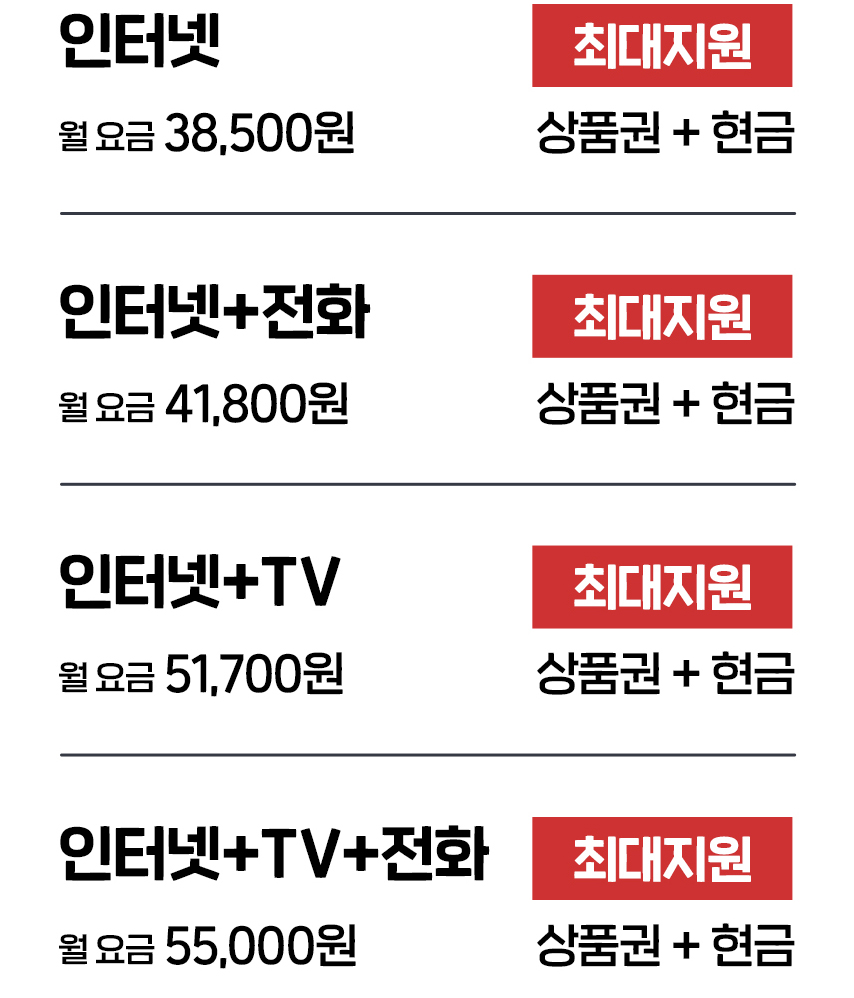 인터넷
최대지원
월 요금 38,500원
상품권 + 현금
인터넷+전화
최대지원
월 요금 41,800원
상품권 + 현금
인터넷+TV
최대지원
월 요금 51,700원
상품권 + 현금
인터넷+TV+전화
최대지원
월 요금 55,000원
상품권 + 현금